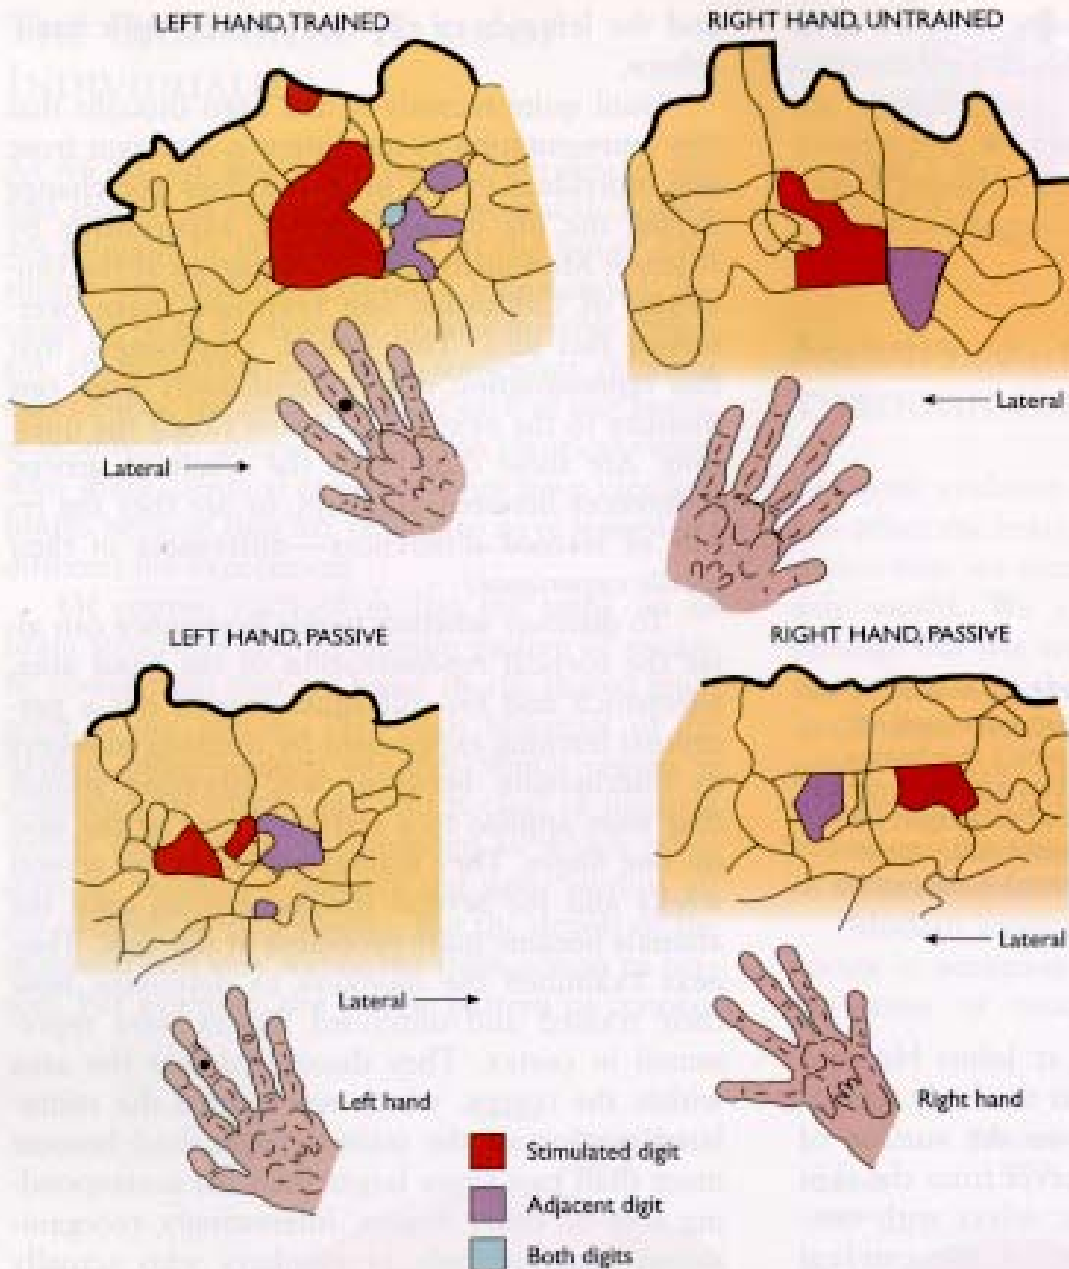 LEFT HAND, TRAINED
RIGHT HAND, UNTRAINED
Lateral
Lateral
LEFT HAND, PASSIVE
RIGHT HAND, PASSIVE
Lateral
Lateral
Left hand
Right hand
Stimulated digit
Adjacent digit
Both digits